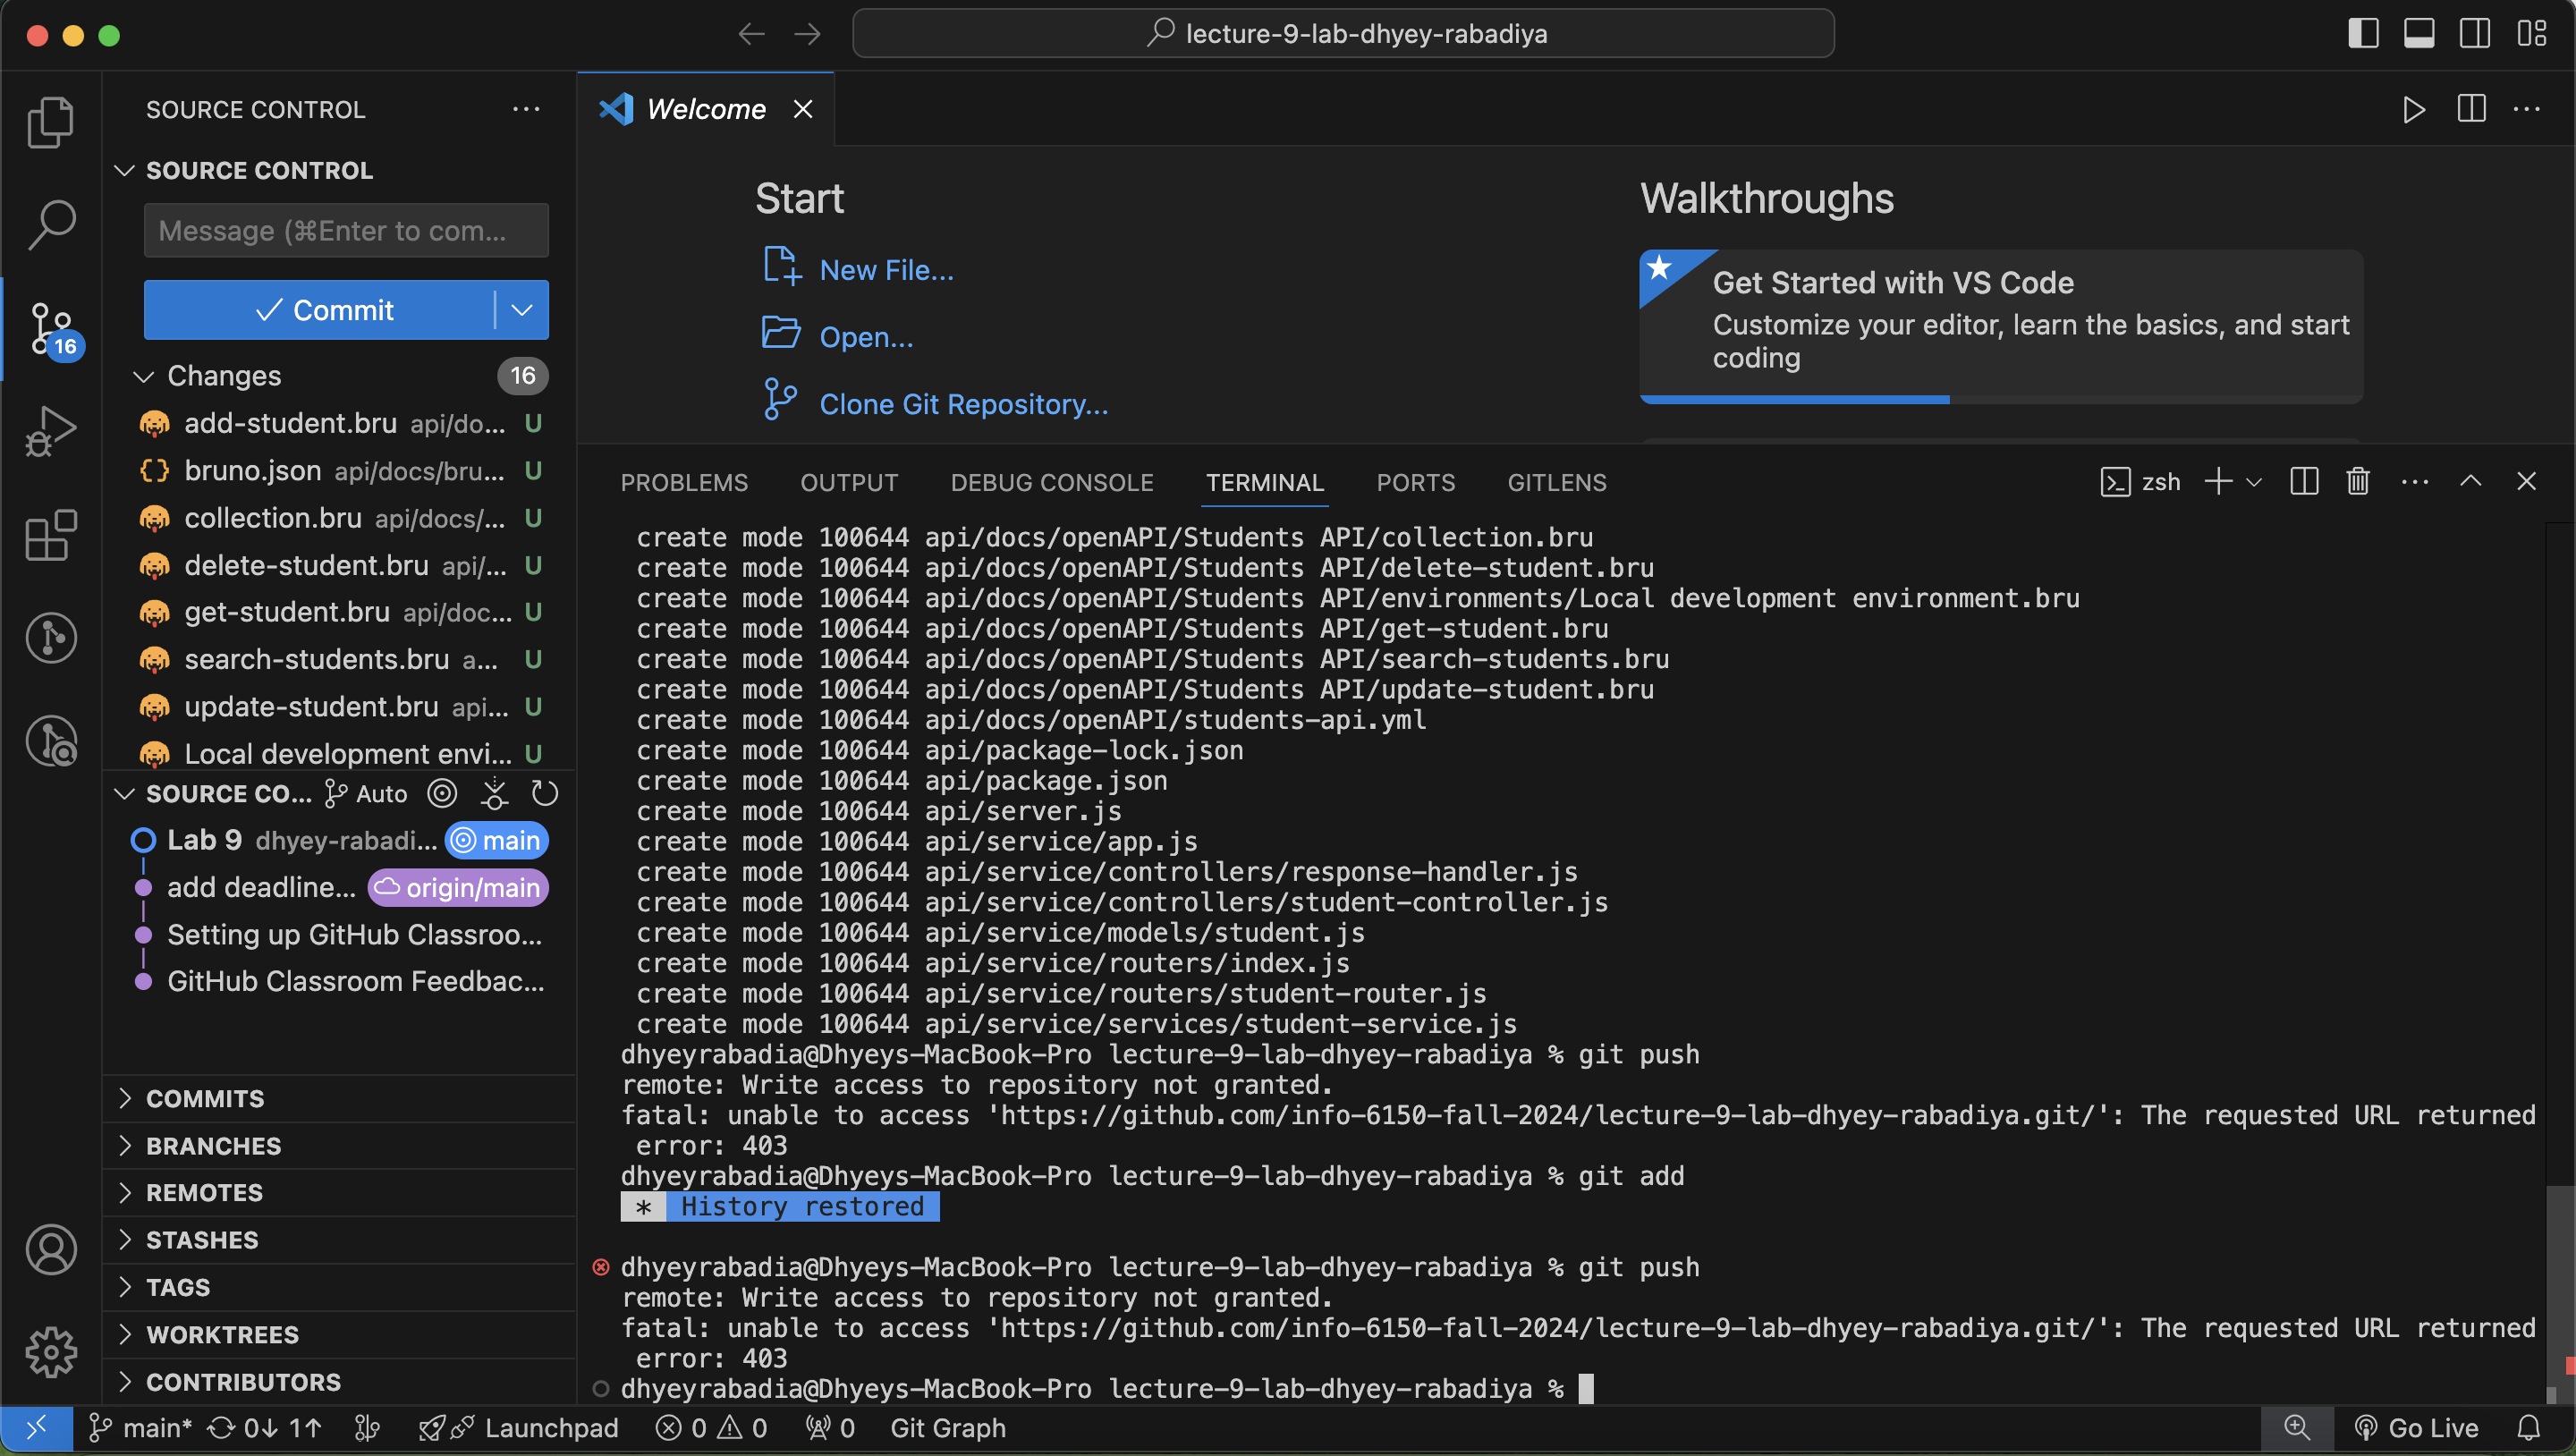 lecture-9-lab-dhyey-rabadiya
SOURCE CONTROL
SOURCE CONTROL
Message (⌘Enter to com...
Commit
16
Changes 16
add-student.bru api/do... U
bruno.json api/docs/bru... U
collection.bru api/docs/... U
delete-student.bru api/... U
get-student.bru api/doc... U
search-students.bru a... U
update-student.bru api... U
Local development envi... U
SOURCE CO... Auto
Lab 9 dhyey-rabadi... main
add deadline... origin/main
Setting up GitHub Classroo...
GitHub Classroom Feedbac...
COMMITS
BRANCHES
REMOTES
STASHES
TAGS
WORKTREES
CONTRIBUTORS
Welcome
Start
New File...
Open...
Clone Git Repository...
Walkthroughs
Get Started with VS Code
Customize your editor, learn the basics, and start
coding
PROBLEMS OUTPUT DEBUG CONSOLE TERMINAL PORTS GITLENS
zsh
create mode 100644 api/docs/openAPI/Students API/collection.bru
create mode 100644 api/docs/openAPI/Students API/delete-student.bru
create mode 100644 api/docs/openAPI/Students API/environments/Local development environment.bru
create mode 100644 api/docs/openAPI/Students API/get-student.bru
create mode 100644 api/docs/openAPI/Students API/search-students.bru
create mode 100644 api/docs/openAPI/Students API/update-student.bru
create mode 100644 api/docs/openAPI/students-api.yml
create mode 100644 api/package-lock.json
create mode 100644 api/package.json
create mode 100644 api/server.js
create mode 100644 api/service/app.js
create mode 100644 api/service/controllers/response-handler.js
create mode 100644 api/service/controllers/student-controller.js
create mode 100644 api/service/models/student.js
create mode 100644 api/service/routers/index.js
create mode 100644 api/service/routers/student-router.js
create mode 100644 api/service/services/student-service.js
dhyeyrabadia@Dhyeys-MacBook-Pro lecture-9-lab-dhyey-rabadiya % git push
remote: Write access to repository not granted.
fatal: unable to access 'https://github.com/info-6150-fall-2024/lecture-9-lab-dhyey-rabadiya.git/': The requested URL returned
error: 403
dhyeyrabadia@Dhyeys-MacBook-Pro lecture-9-lab-dhyey-rabadiya % git add
* History restored
dhyeyrabadia@Dhyeys-MacBook-Pro lecture-9-lab-dhyey-rabadiya % git push
remote: Write access to repository not granted.
fatal: unable to access 'https://github.com/info-6150-fall-2024/lecture-9-lab-dhyey-rabadiya.git/': The requested URL returned
error: 403
dhyeyrabadia@Dhyeys-MacBook-Pro lecture-9-lab-dhyey-rabadiya %
main* 0↓ 1↑ Launchpad 0 0 0 Git Graph Go Live